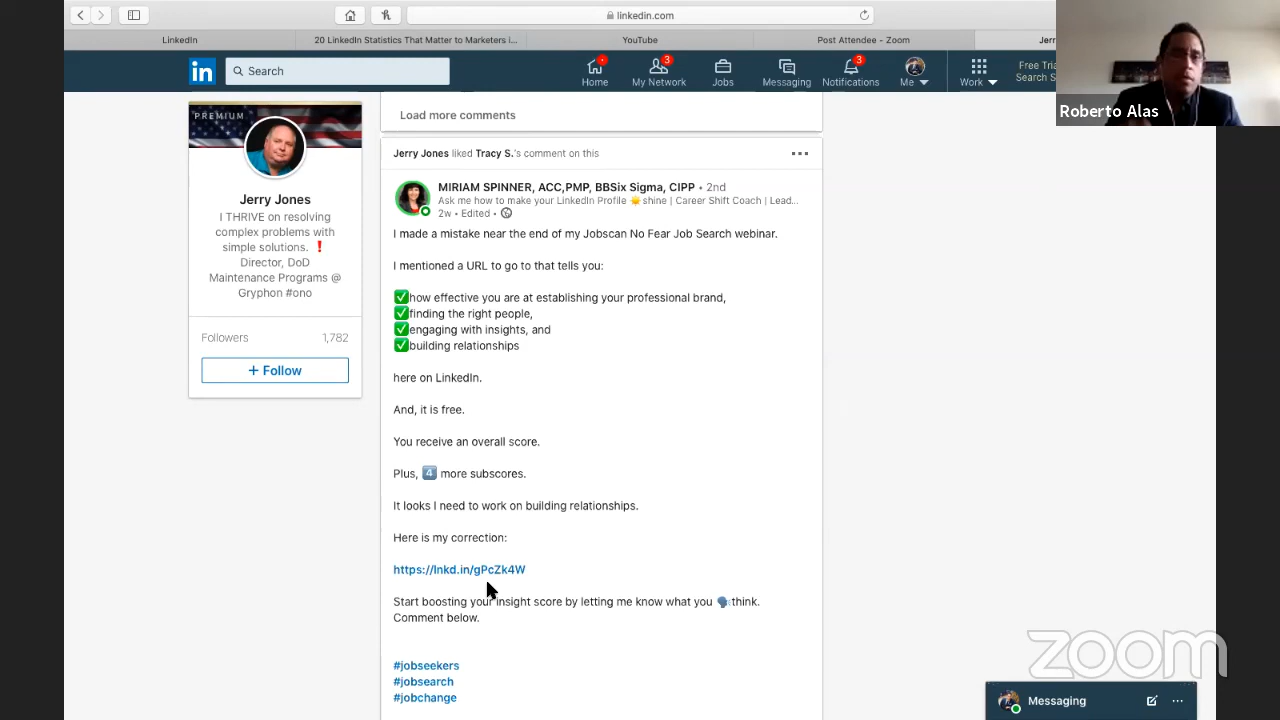 linkedin.com
LinkedIn
20 LinkedIn Statistics That Matter to Marketers i...
YouTube
Post Attendee - Zoom
Jerr
in
Search
Home
3
My Network
Jobs
Messaging
3
Notifications
Me
Work
Free Tria
Search S
Roberto Alas
PREMIUM
Jerry Jones
I THRIVE on resolving
complex problems with
simple solutions. ❗
Director, DoD
Maintenance Programs @
Gryphon #ono
Followers 1,782
+ Follow
Load more comments
Jerry Jones liked Tracy S.'s comment on this
MIRIAM SPINNER, ACC,PMP, BBSix Sigma, CIPP • 2nd
Ask me how to make your LinkedIn Profile ☀️shine | Career Shift Coach | Lead...
2w • Edited •
I made a mistake near the end of my Jobscan No Fear Job Search webinar.
I mentioned a URL to go to that tells you:
✅how effective you are at establishing your professional brand,
✅finding the right people,
✅engaging with insights, and
✅building relationships
here on LinkedIn.
And, it is free.
You receive an overall score.
Plus, 4️⃣ more subscores.
It looks I need to work on building relationships.
Here is my correction:
https://lnkd.in/gPcZk4W
Start boosting your insight score by letting me know what you 🗣️think.
Comment below.
#jobseekers
#jobsearch
#jobchange
zoom
Messaging